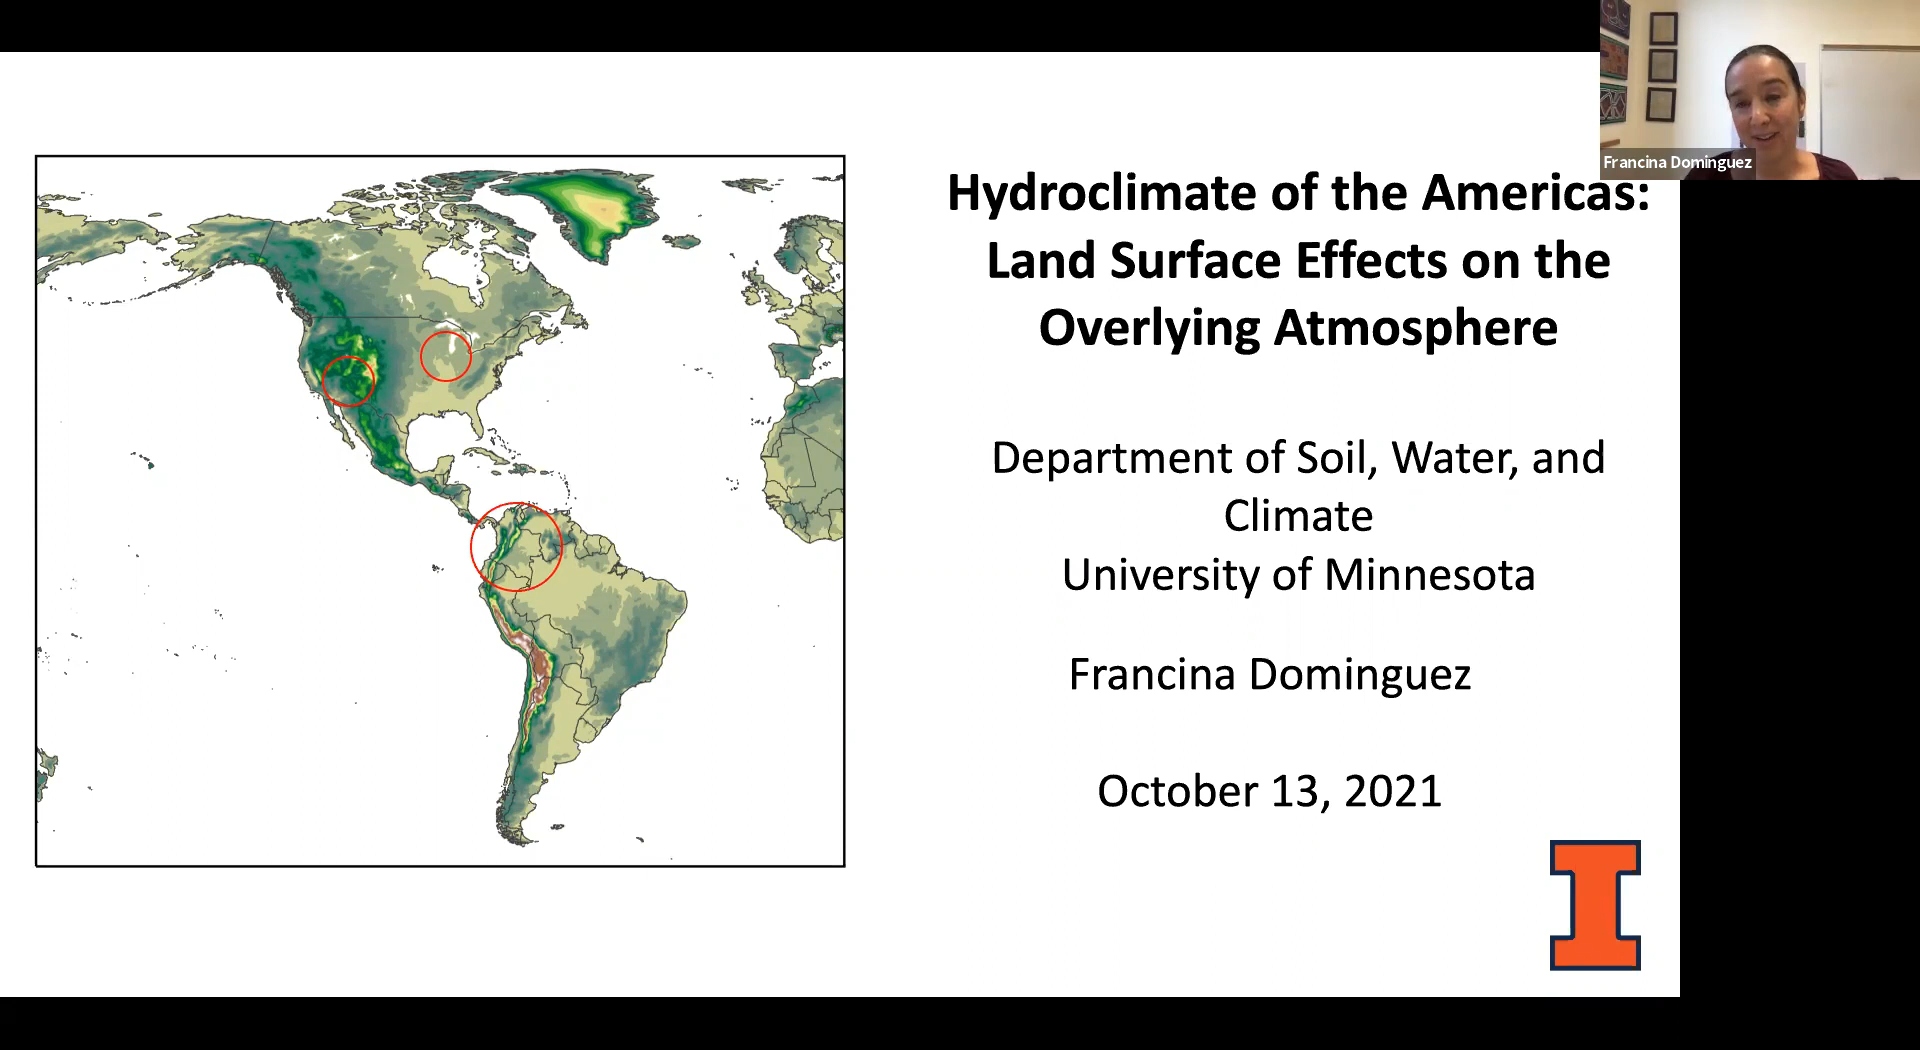 Francina Dominguez
Hydroclimate of the Americas:
Land Surface Effects on the
Overlying Atmosphere
Department of Soil, Water, and
Climate
University of Minnesota
Francina Dominguez
October 13, 2021
I